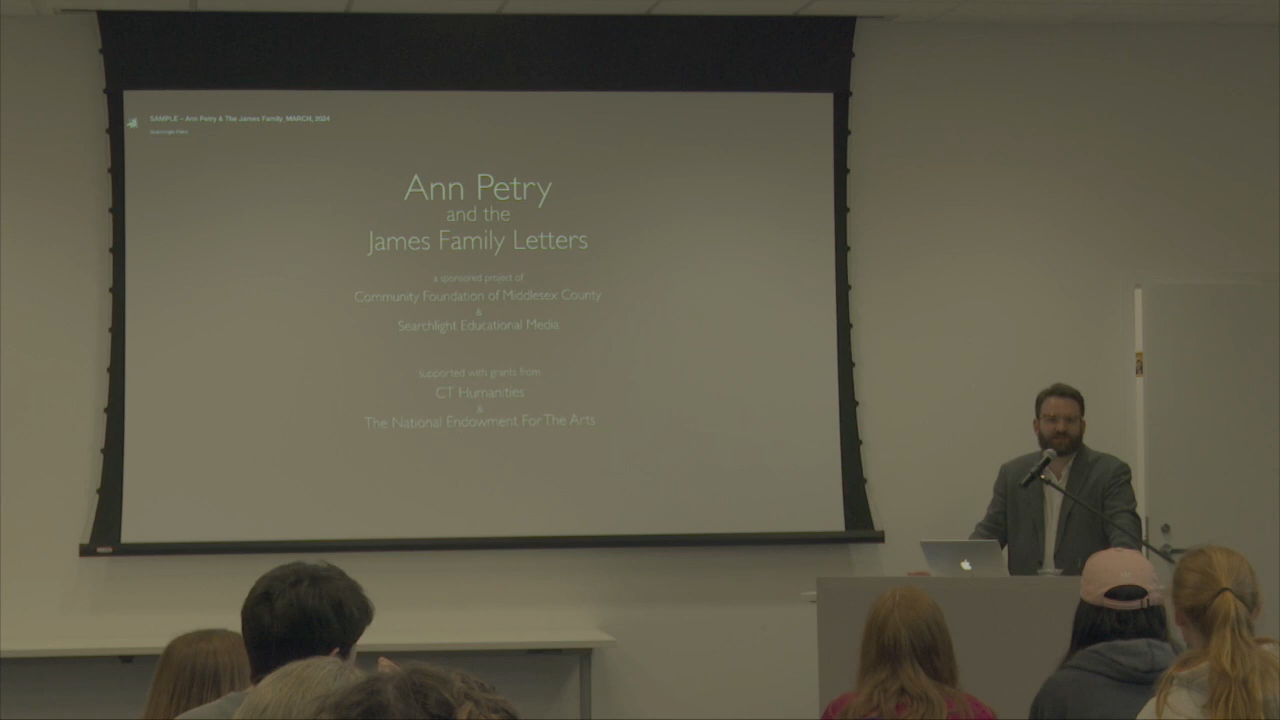 SAMPLE – Ann Petry & The James Family MARCH, 2024
Searchlight Films
Ann Petry
and the
James Family Letters
a sponsored project of
Community Foundation of Middlesex County
&
Searchlight Educational Media
supported with grants from
CT Humanities
&
The National Endowment For The Arts